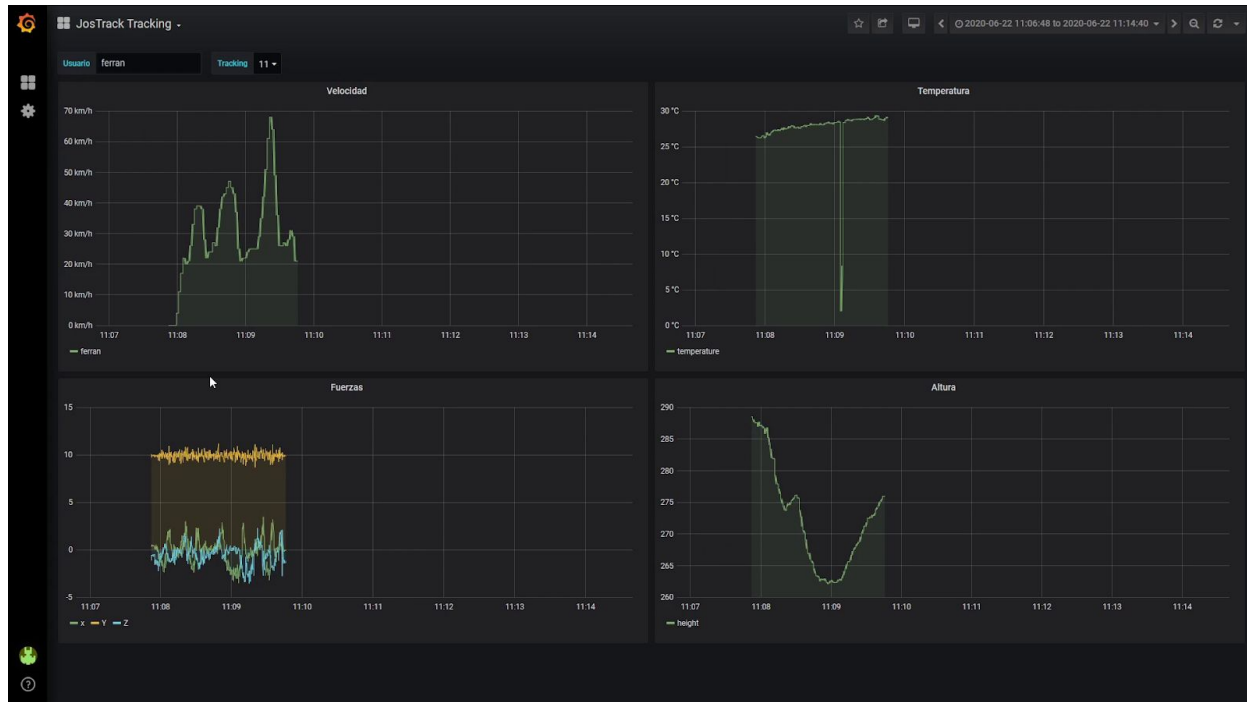 JosTrack Tracking
2020-06-22 11:06:48 to 2020-06-22 11:14:40
Usuario ferran Tracking 11
Velocidad
70 km/h
60 km/h
50 km/h
40 km/h
30 km/h
20 km/h
10 km/h
0 km/h
11:07 11:08 11:09 11:10 11:11 11:12 11:13 11:14
ferran
Temperatura
30 °C
25 °C
20 °C
15 °C
10 °C
5 °C
0 °C
11:07 11:08 11:09 11:10 11:11 11:12 11:13 11:14
temperature
Fuerzas
15
10
5
0
-5
11:07 11:08 11:09 11:10 11:11 11:12 11:13 11:14
x Y Z
Altura
290
285
280
275
270
265
260
11:07 11:08 11:09 11:10 11:11 11:12 11:13 11:14
height